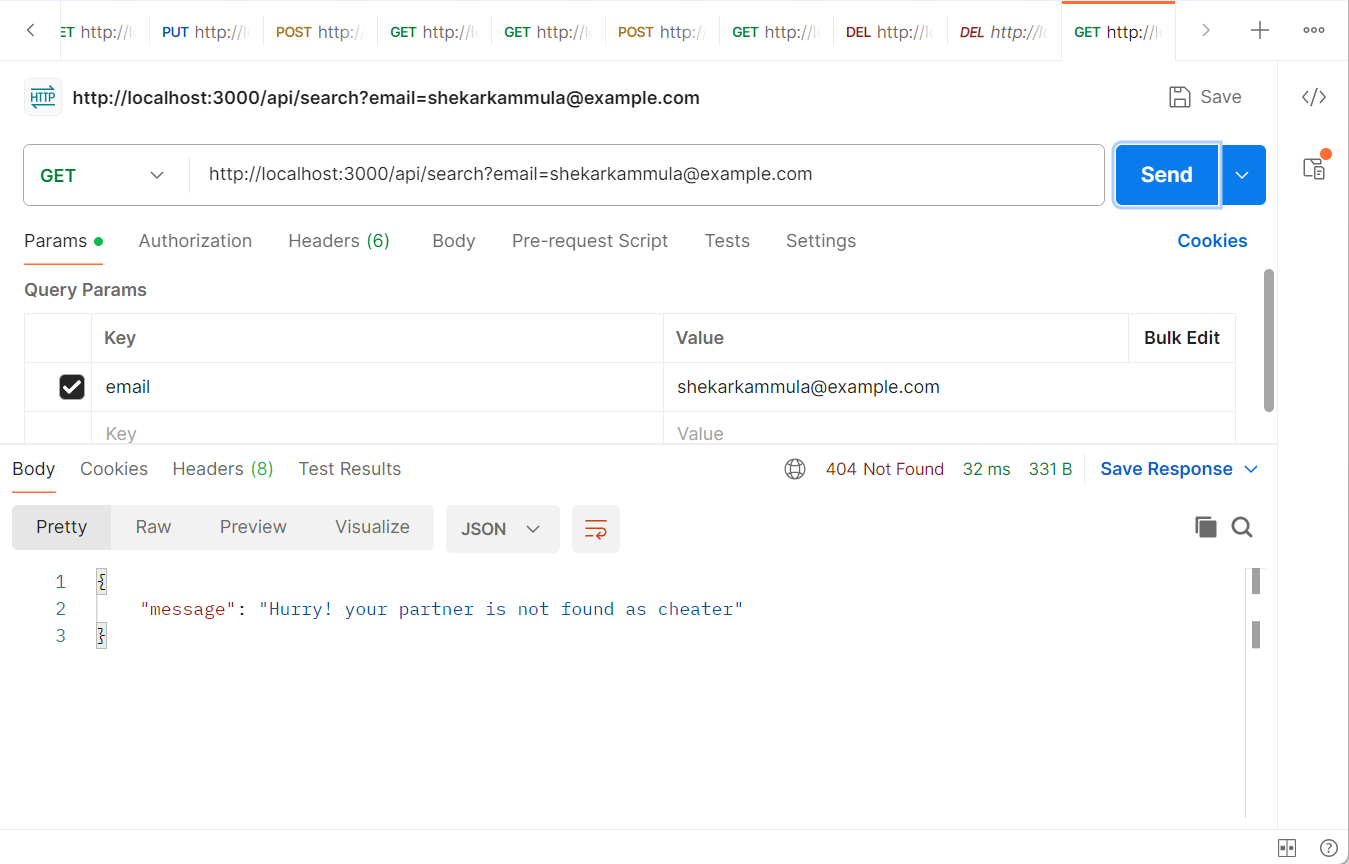 ET http://l
PUT http://l
POST http:/
GET http://l
GET http://l
POST http:/
GET http://l
DEL http://lo
DEL http://lo
GET http://l
HTTP
http://localhost:3000/api/search?email=shekarkammula@example.com
Save
GET
http://localhost:3000/api/search?email=shekarkammula@example.com
Send
Params
Authorization
Headers (6)
Body
Pre-request Script
Tests
Settings
Cookies
Query Params
Key
Value
Bulk Edit
email
shekarkammula@example.com
Key
Value
Body
Cookies
Headers (8)
Test Results
404 Not Found
32 ms
331 B
Save Response
Pretty
Raw
Preview
Visualize
JSON
1 {
2 "message": "Hurry! your partner is not found as cheater"
3 }